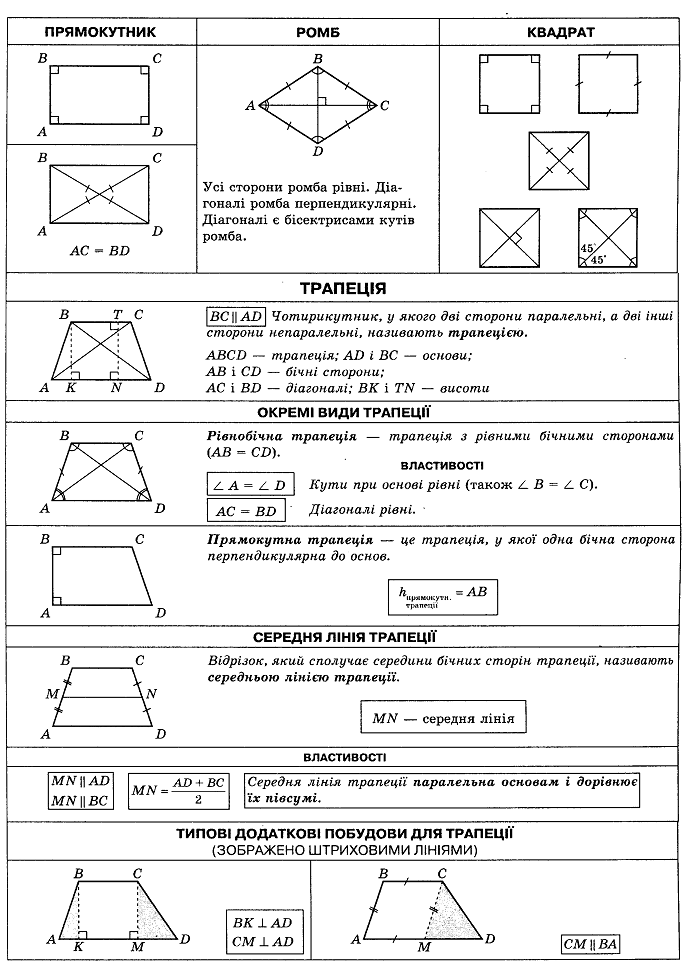 ПРЯМОКУТНИК
РОМБ
КВАДРАТ
B C
A D
B C
A D
AC = BD
B
A C
D
Усі сторони ромба рівні. Діа-
гоналі ромба перпендикулярні.
Діагоналі є бісектрисами кутів
ромба.
45°
45°
ТРАПЕЦІЯ
B T C
A K N D
BC || AD Чотирикутник, у якого дві сторони паралельні, а дві інші
сторони непаралельні, називають трапецією.
ABCD — трапеція; AD і BC — основи;
AB і CD — бічні сторони;
AC і BD — діагоналі; BK і TN — висоти
ОКРЕМІ ВИДИ ТРАПЕЦІЇ
B C
A D
Рівнобічна трапеція — трапеція з рівними бічними сторонами
(AB = CD).
ВЛАСТИВОСТІ
∠ A = ∠ D Кути при основі рівні (також ∠ B = ∠ C).
AC = BD Діагоналі рівні.
B C
A D
Прямокутна трапеція — це трапеція, у якої одна бічна сторона
перпендикулярна до основ.
h прямокутн. трапеції = AB
СЕРЕДНЯ ЛІНІЯ ТРАПЕЦІЇ
B C
M N
A D
Відрізок, який сполучає середини бічних сторін трапеції, називають
середньою лінією трапеції.
MN — середня лінія
ВЛАСТИВОСТІ
MN || AD
MN || BC
MN = AD + BC / 2
Середня лінія трапеції паралельна основам і дорівнює
їх півсумі.
ТИПОВІ ДОДАТКОВІ ПОБУДОВИ ДЛЯ ТРАПЕЦІЇ
(ЗОБРАЖЕНО ШТРИХОВИМИ ЛІНІЯМИ)
B C
A K M D
BK ⊥ AD
CM ⊥ AD
B C
A M D
CM || BA